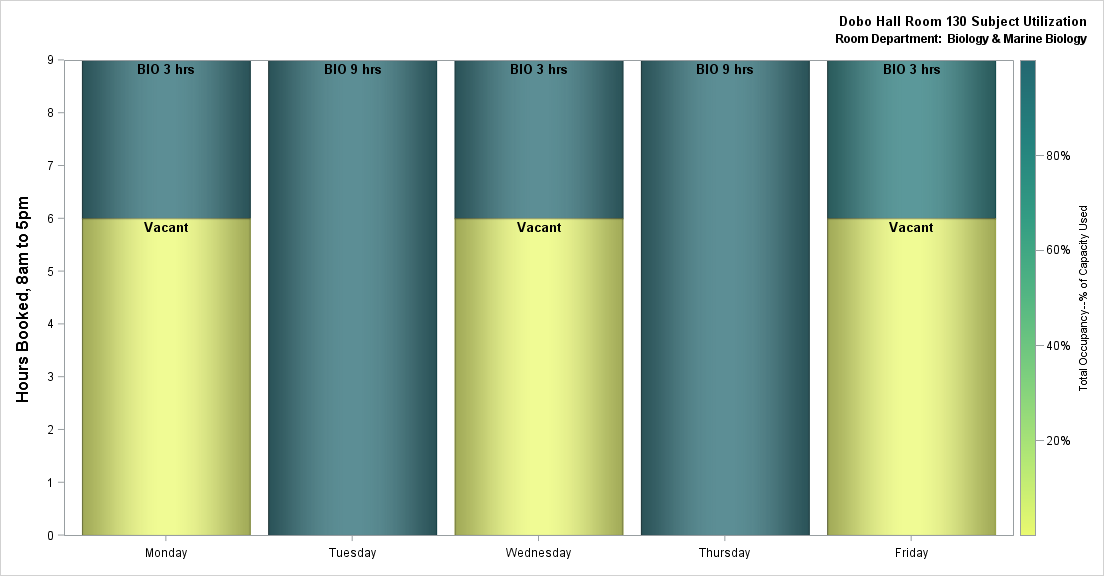 Dobo Hall Room 130 Subject Utilization
Room Department: Biology & Marine Biology
Hours Booked, 8am to 5pm
9
8
7
6
5
4
3
2
1
0
BIO 3 hrs
BIO 9 hrs
BIO 3 hrs
BIO 9 hrs
BIO 3 hrs
Vacant
Vacant
Vacant
Monday
Tuesday
Wednesday
Thursday
Friday
80%
60%
40%
20%
Total Occupancy--% of Capacity Used